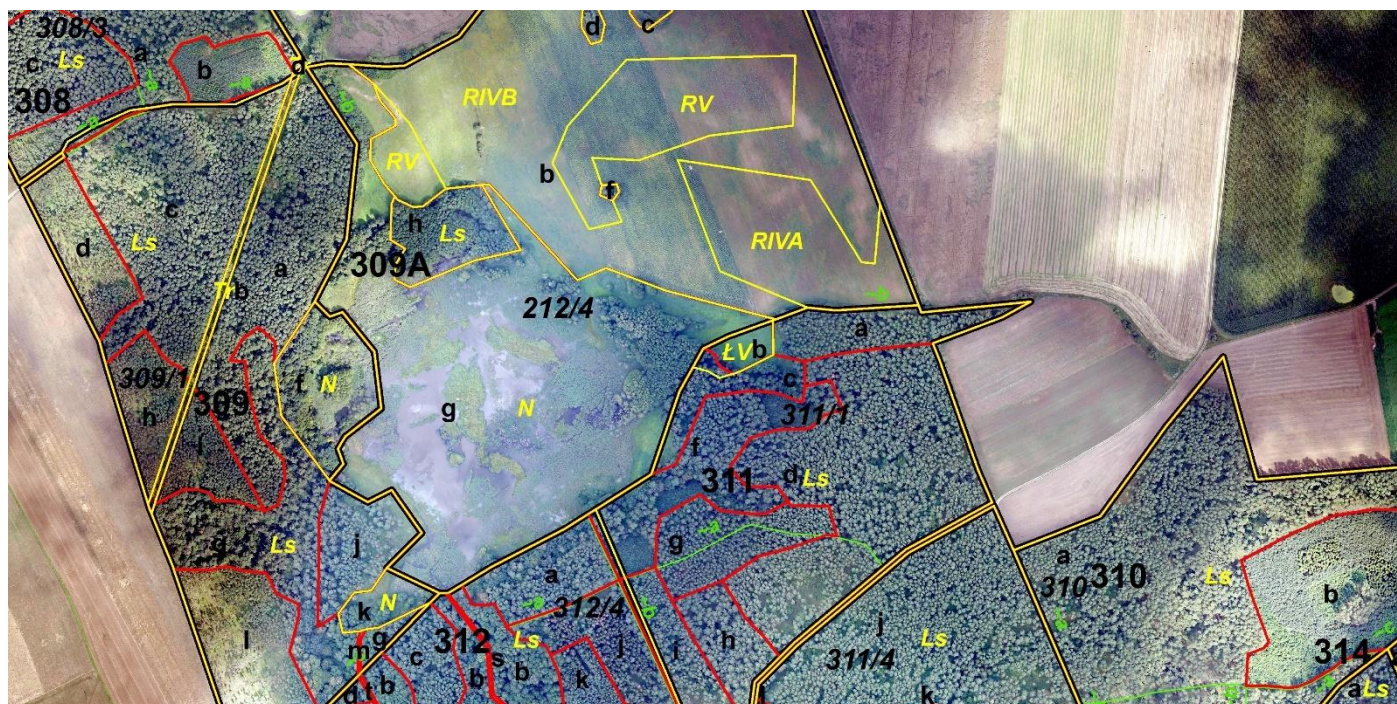 308/3
d
c
a
c
Ls
b
RIVB
RV
308
~a
RV
b
f
c
h
d
Ls
Ls
RIVA
309A
a
Tr
b
212/4
a
ŁV
b
309/1
c
f
N
309
h
g
N
311/1
f
i
d
Ls
311
~a
g
Ls
j
g
a
a
310
310
Ls
k
N
312/4
b
m
g
312
Ls
j
Ls
l
c
s
j
h
311/4
314
b
b
b
k
k
a
Ls
d